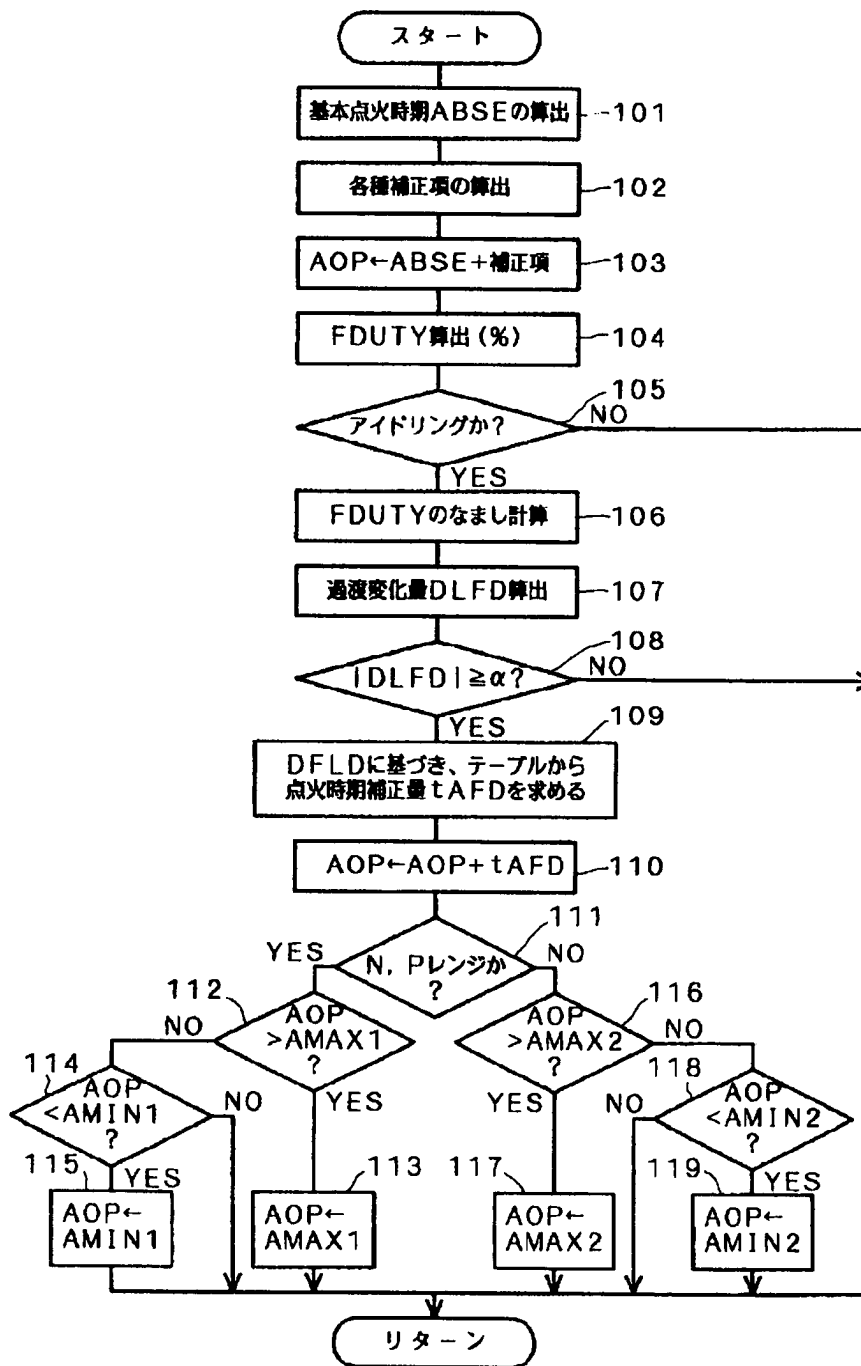 スタート
基本点火時期ABSEの算出
101
各種補正項の算出
102
AOP←ABSE+補正項
103
FDUTY算出(%)
104
105
アイドリングか?
NO
YES
FDUTYのなまし計算
106
過渡変化量DLFD算出
107
108
|DLFD|≧α?
NO
YES
109
DFLDに基づき、テーブルから
点火時期補正量tAFDを求める
AOP←AOP+tAFD
110
111
YES
N, Pレンジか
?
NO
112
AOP
>AMAX1
?
NO
YES
116
AOP
>AMAX2
?
NO
YES
114
AOP
<AMIN1
?
NO
YES
118
AOP
<AMIN2
?
NO
YES
115
AOP←
AMIN1
113
AOP←
AMAX1
117
AOP←
AMAX2
119
AOP←
AMIN2
リターン